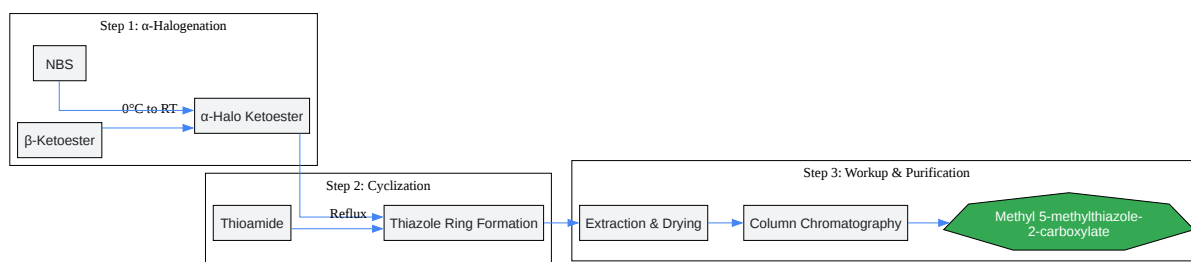 Step 1: α-Halogenation
NBS
0°C to RT
α-Halo Ketoester
β-Ketoester
Step 2: Cyclization
Thioamide
Reflux
Thiazole Ring Formation
Step 3: Workup & Purification
Extraction & Drying
Column Chromatography
Methyl 5-methylthiazole-
2-carboxylate